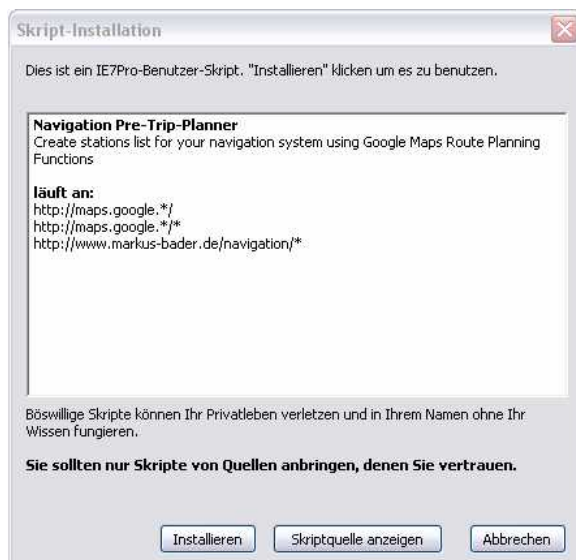 Skript-Installation
Dies ist ein IE7Pro-Benutzer-Skript. "Installieren" klicken um es zu benutzen.
Navigation Pre-Trip-Planner
Create stations list for your navigation system using Google Maps Route Planning
Functions
läuft an:
http://maps.google.*/
http://maps.google.*/*
http://www.markus-bader.de/navigation/*
Böswillige Skripte können Ihr Privatleben verletzen und in Ihrem Namen ohne Ihr
Wissen fungieren.
Sie sollten nur Skripte von Quellen anbringen, denen Sie vertrauen.
Installieren
Skriptquelle anzeigen
Abbrechen